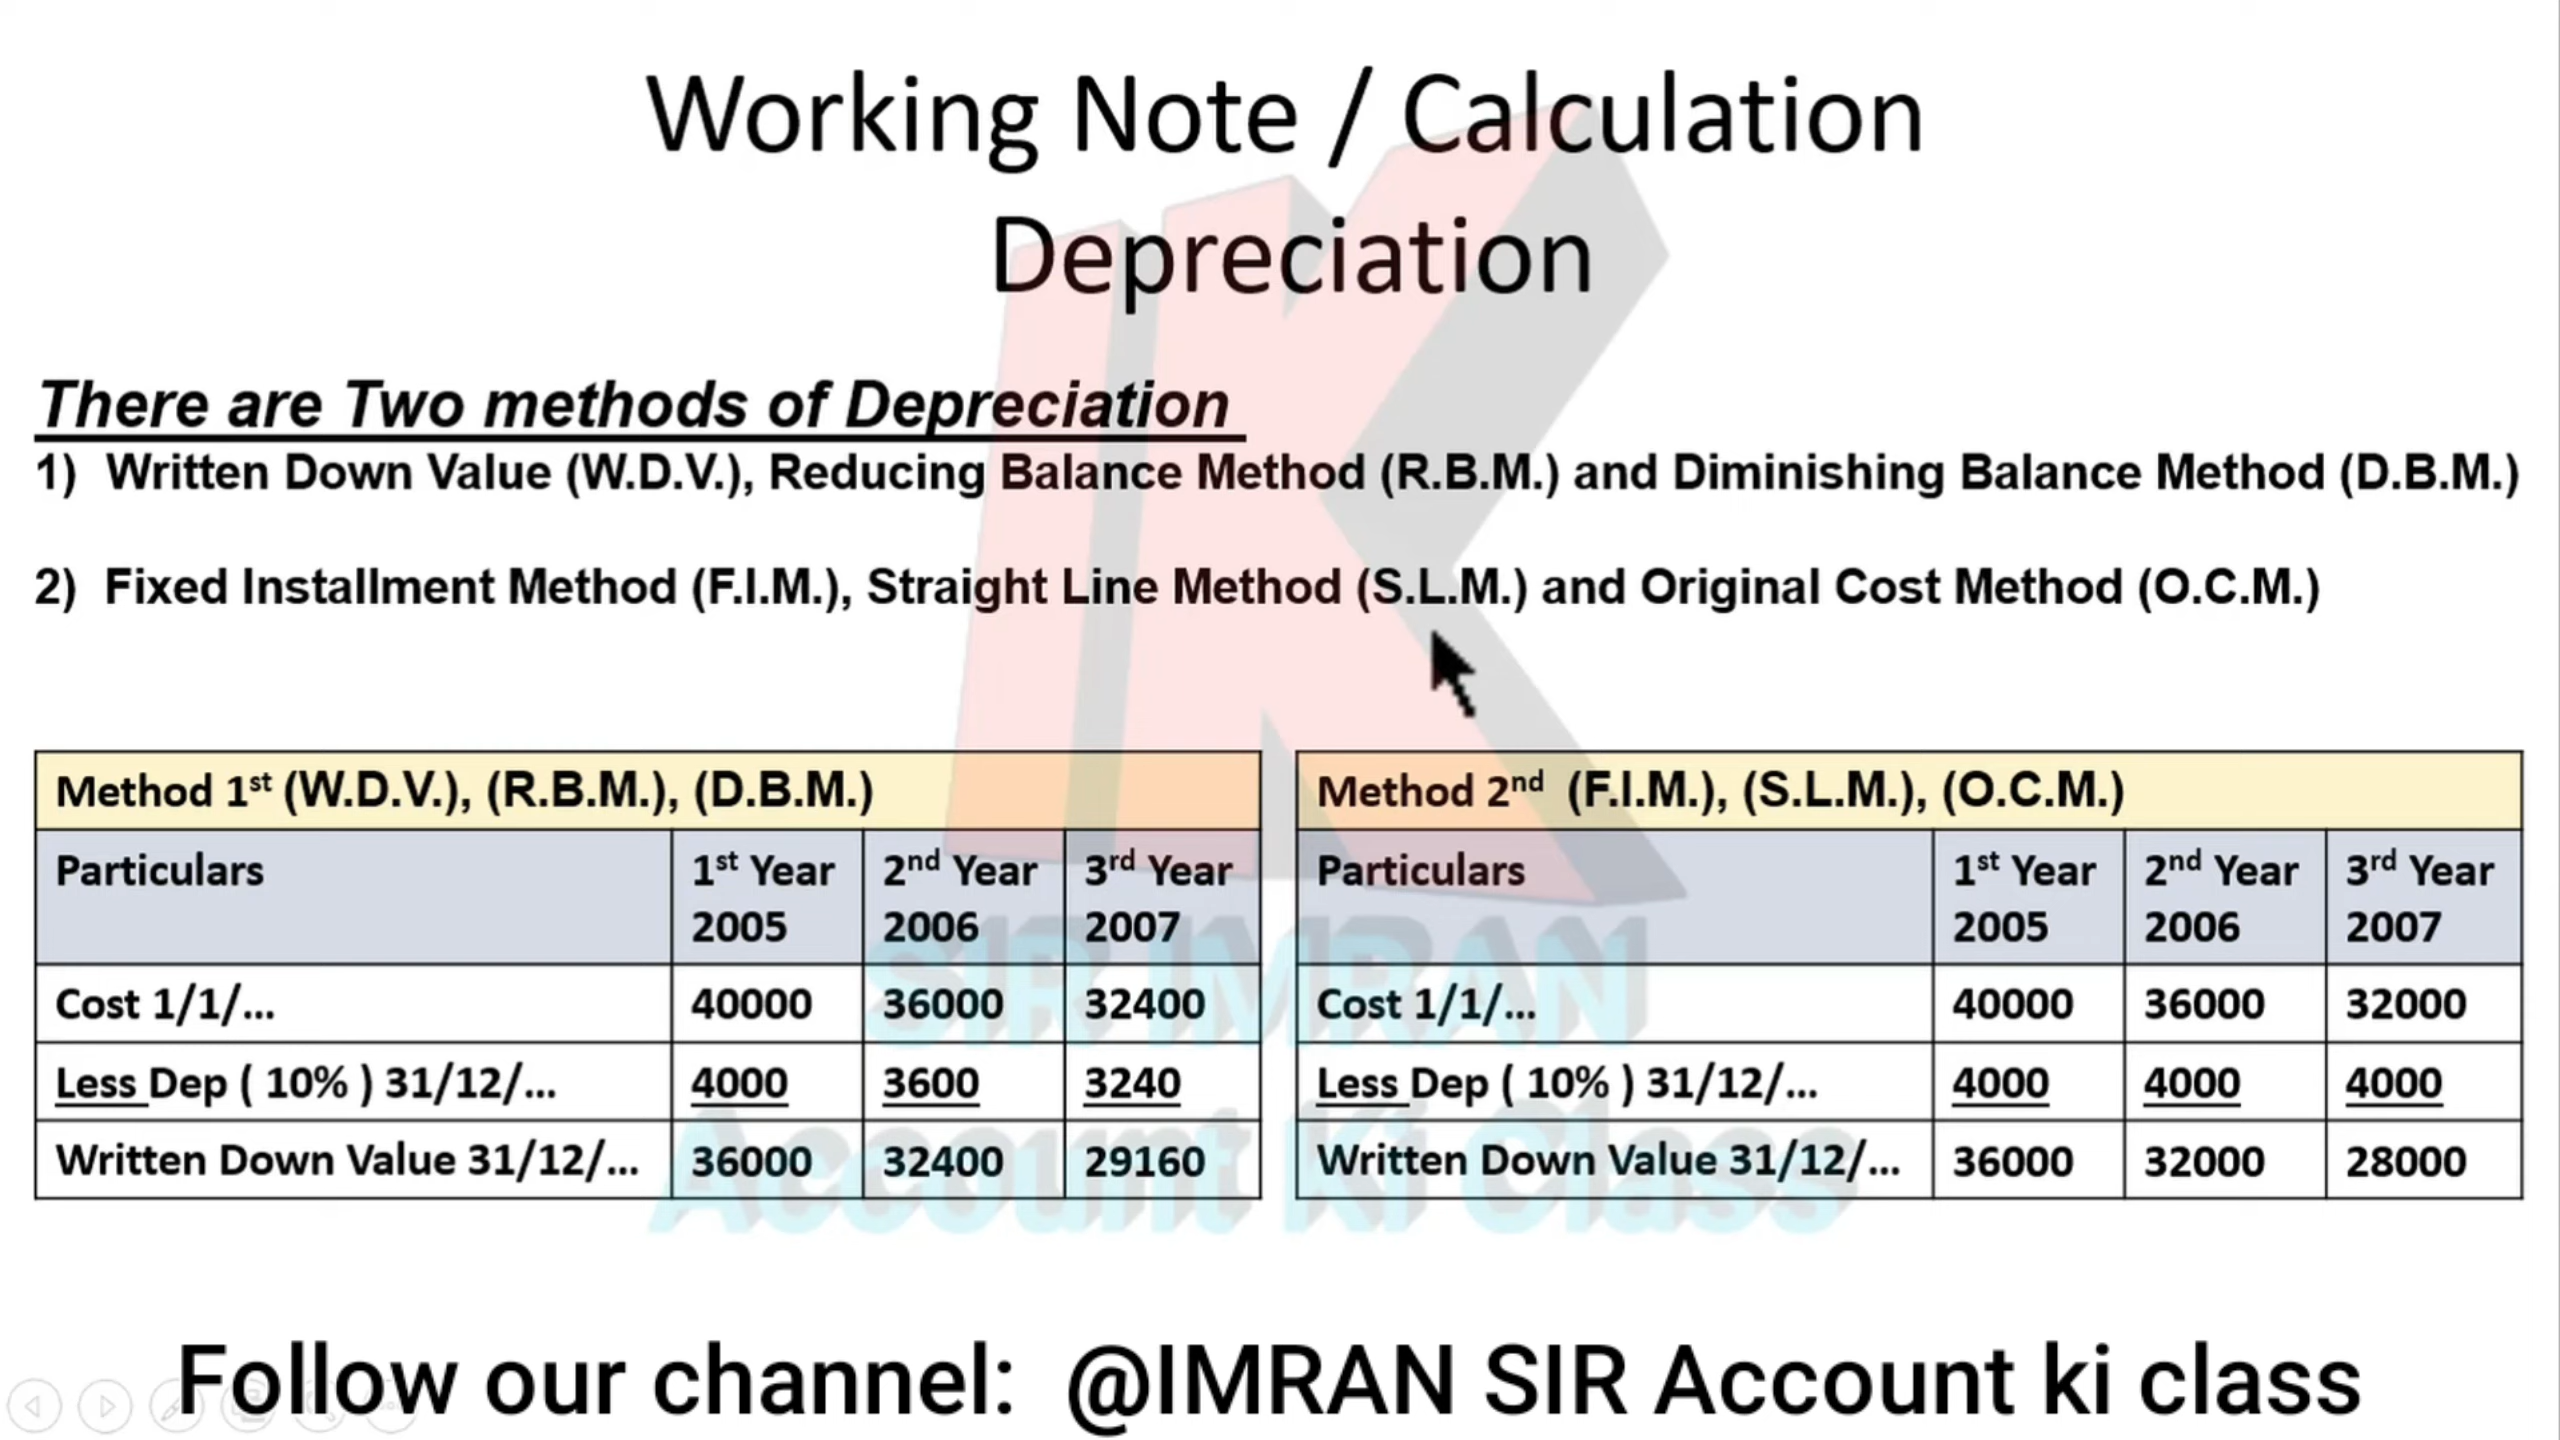 Working Note / Calculation
Depreciation
There are Two methods of Depreciation
1) Written Down Value (W.D.V.), Reducing Balance Method (R.B.M.) and Diminishing Balance Method (D.B.M.)
2) Fixed Installment Method (F.I.M.), Straight Line Method (S.L.M.) and Original Cost Method (O.C.M.)
Method 1st (W.D.V.), (R.B.M.), (D.B.M.)
Particulars 1st Year 2005 2nd Year 2006 3rd Year 2007
Cost 1/1/... 40000 36000 32400
Less Dep ( 10% ) 31/12/... 4000 3600 3240
Written Down Value 31/12/... 36000 32400 29160
Method 2nd (F.I.M.), (S.L.M.), (O.C.M.)
Particulars 1st Year 2005 2nd Year 2006 3rd Year 2007
Cost 1/1/... 40000 36000 32000
Less Dep ( 10% ) 31/12/... 4000 4000 4000
Written Down Value 31/12/... 36000 32000 28000
K
SIR IMRAN
Account Ki Class
Follow our channel: @IMRAN SIR Account ki class